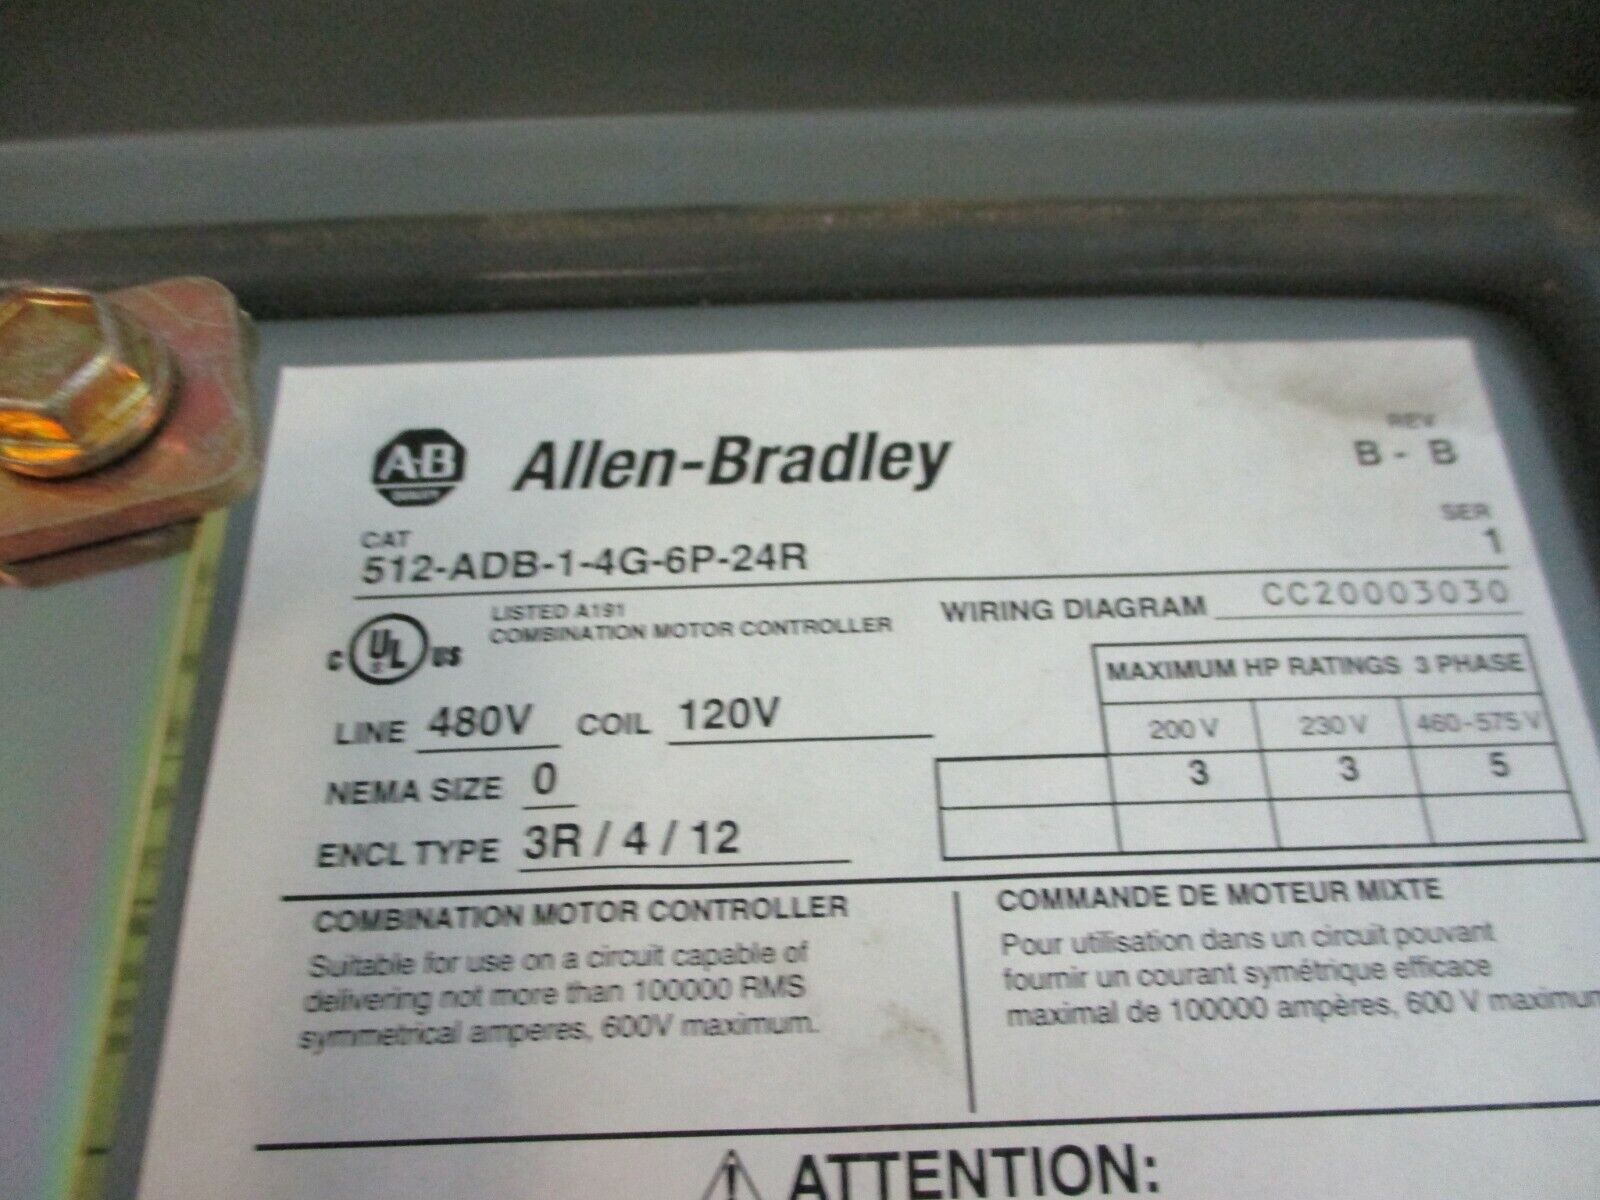 A-B Allen-Bradley
REV
B - B
CAT
512-ADB-1-4G-6P-24R
SER
1
LISTED A191
COMBINATION MOTOR CONTROLLER
C UL US
WIRING DIAGRAM CC20003030
LINE 480V COIL 120V
NEMA SIZE 0
ENCL TYPE 3R / 4 / 12
MAXIMUM HP RATINGS 3 PHASE
200 V 230 V 460-575 V
3 3 5
COMBINATION MOTOR CONTROLLER
Suitable for use on a circuit capable of
delivering not more than 100000 RMS
symmetrical amperes, 600V maximum.
COMMANDE DE MOTEUR MIXTE
Pour utilisation dans un circuit pouvant
fournir un courant symétrique efficace
maximal de 100000 ampères, 600 V maximum
ATTENTION: